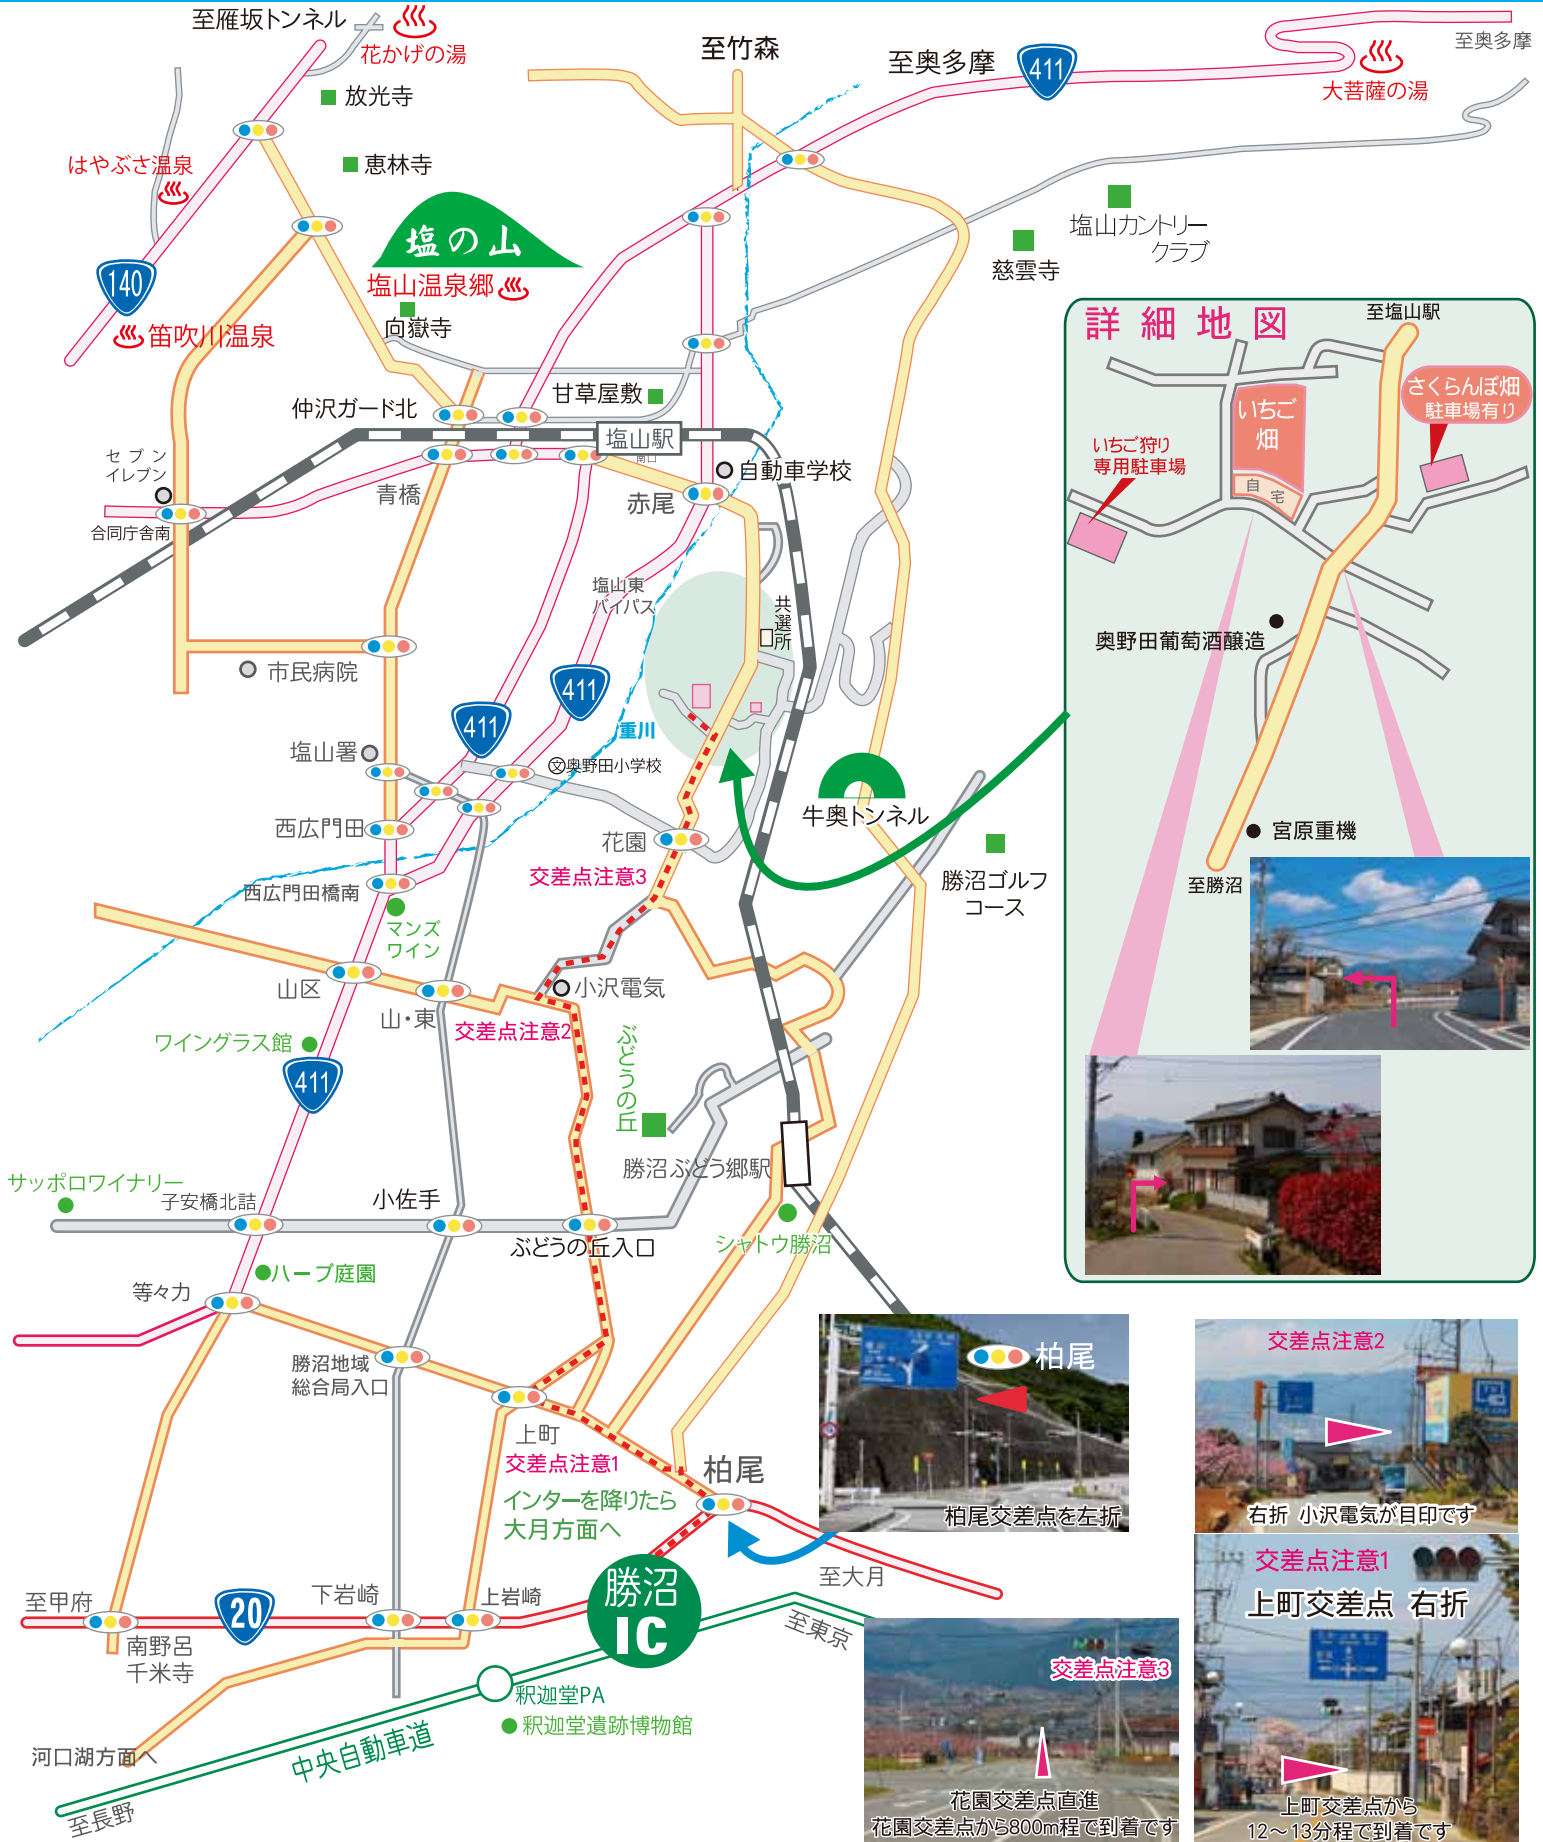 至雁坂トンネル
花かげの湯
放光寺
はやぶさ温泉
恵林寺
至竹森
至奥多摩
411
至奥多摩
大菩薩の湯
塩の山
塩山温泉郷
向嶽寺
140
笛吹川温泉
塩山カントリー
クラブ
慈雲寺
仲沢ガード北
甘草屋敷
塩山駅
南口
セブン
イレブン
合同庁舎南
青橋
赤尾
自動車学校
塩山東
バイパス
共選所
市民病院
411
411
重川
塩山署
文
奥野田小学校
西広門田
花園
牛奥トンネル
交差点注意3
西広門田橋南
マンズ
ワイン
勝沼ゴルフ
コース
山区
山・東
小沢電気
交差点注意2
ワイングラス館
411
ぶどうの丘
勝沼ぶどう郷駅
サッポロワイナリー
子安橋北詰
小佐手
ぶどうの丘入口
シャトウ勝沼
ハーブ庭園
等々力
勝沼地域
総合局入口
上町
交差点注意1
柏尾
インターを降りたら
大月方面へ
勝沼
IC
至大月
至東京
至甲府
20
下岩崎
上岩崎
南野呂
千米寺
釈迦堂PA
釈迦堂遺跡博物館
河口湖方面へ
中央自動車道
至長野
詳細地図
至塩山駅
さくらんぼ畑
駐車場有り
いちご
畑
いちご狩り
専用駐車場
自宅
奥野田葡萄酒醸造
宮原重機
至勝沼
柏尾
柏尾交差点を左折
交差点注意2
右折 小沢電気が目印です
交差点注意1
上町交差点 右折
上町交差点から
12〜13分程で到着です
交差点注意3
花園交差点直進
花園交差点から800m程で到着です